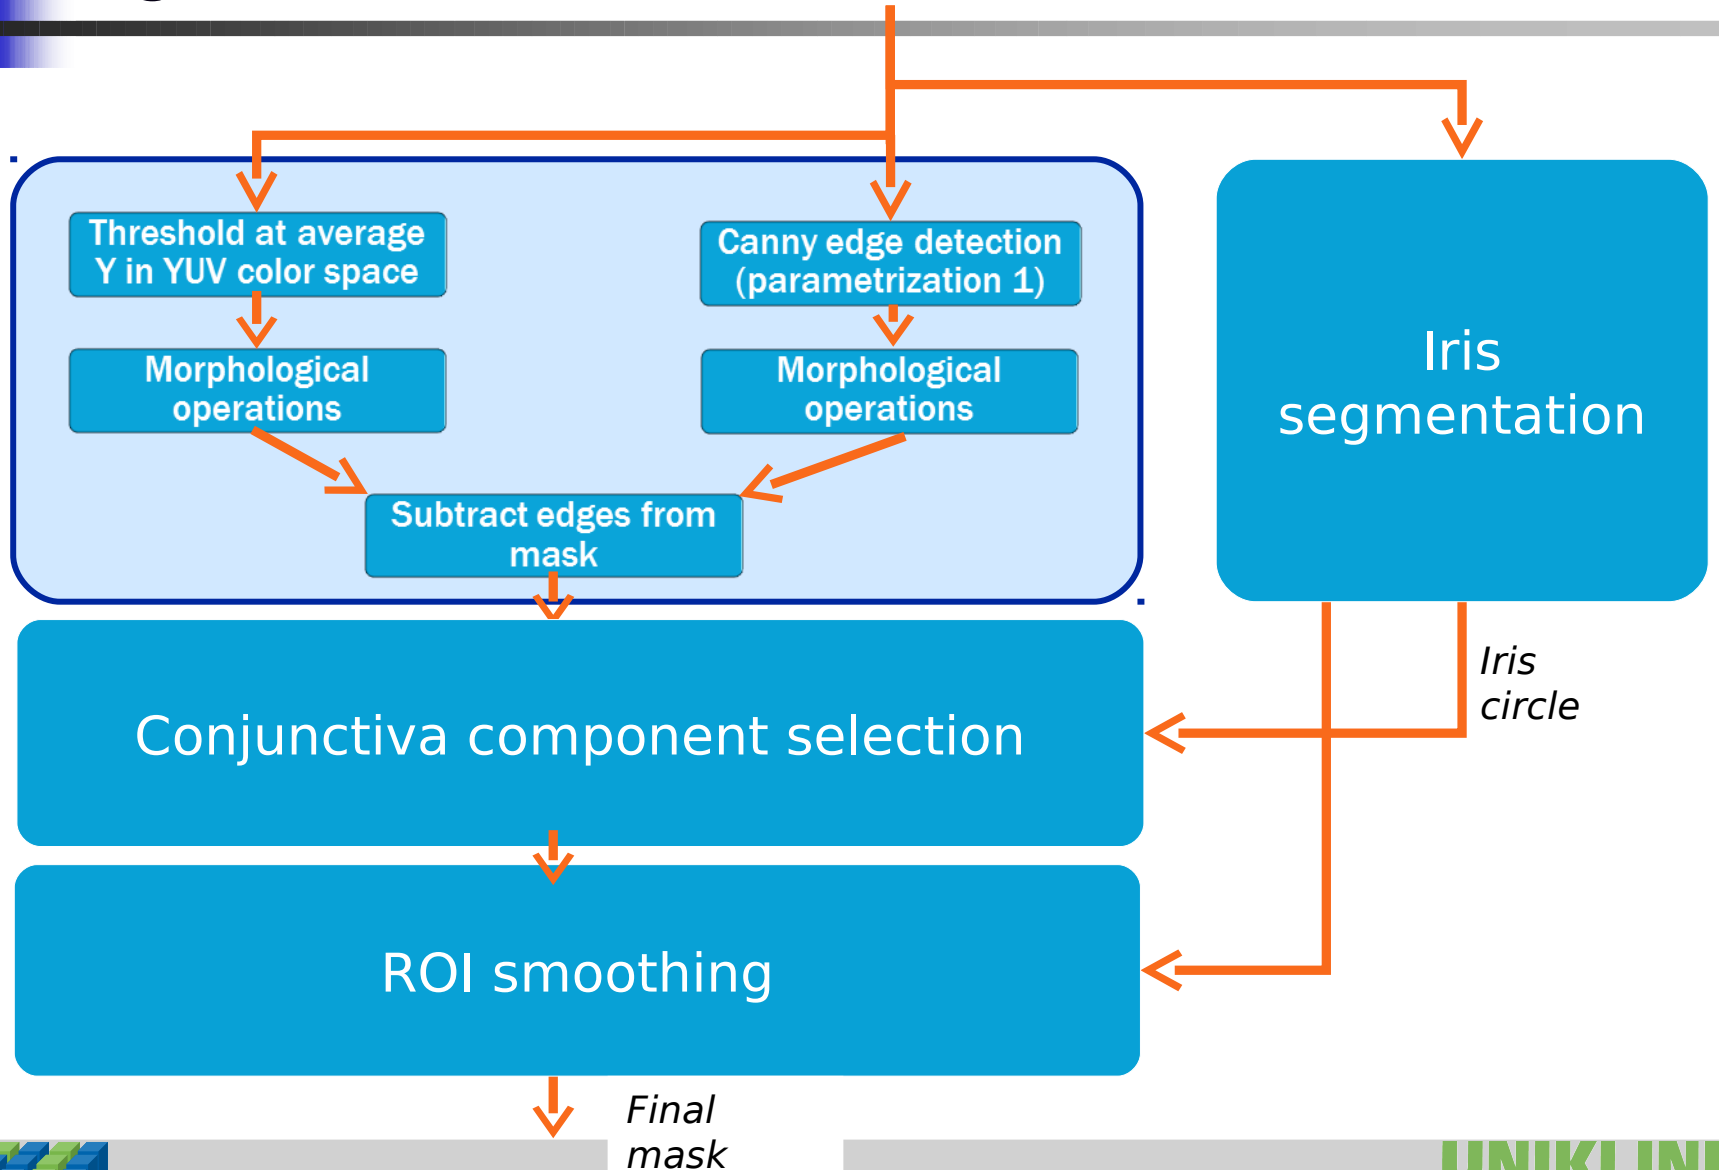 Threshold at average
Y in YUV color space
Canny edge detection
(parametrization 1)
Morphological
operations
Morphological
operations
Subtract edges from
mask
Iris
segmentation
Iris
circle
Conjunctiva component selection
ROI smoothing
Final
mask